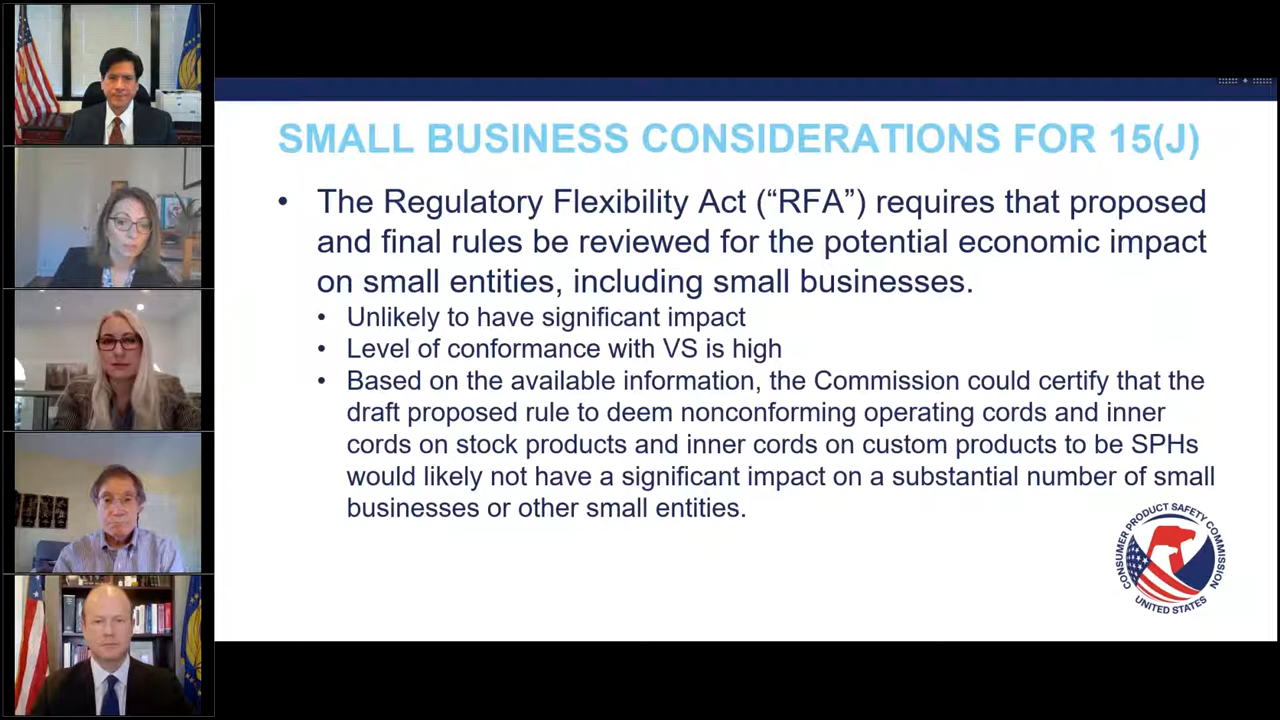 SMALL BUSINESS CONSIDERATIONS FOR 15(J)
• The Regulatory Flexibility Act (“RFA”) requires that proposed
and final rules be reviewed for the potential economic impact
on small entities, including small businesses.
• Unlikely to have significant impact
• Level of conformance with VS is high
• Based on the available information, the Commission could certify that the
draft proposed rule to deem nonconforming operating cords and inner
cords on stock products and inner cords on custom products to be SPHs
would likely not have a significant impact on a substantial number of small
businesses or other small entities.
CONSUMER PRODUCT SAFETY COMMISSION
UNITED STATES